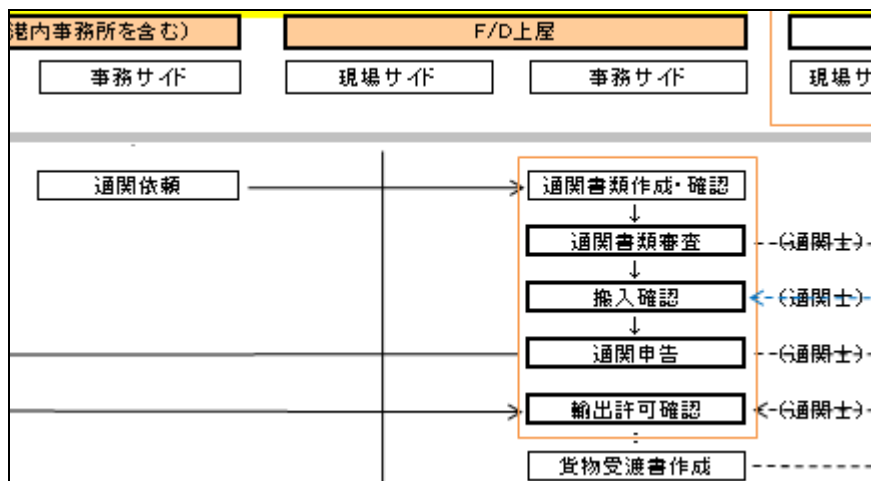 港内事務所を含む）
F/D上屋
事務サイド
現場サイド
事務サイド
現場サ
通関依頼
通関書類作成・確認
↓
通関書類審査
(通関士)
↓
搬入確認
(通関士)
↓
通関申告
(通関士)
輸出許可確認
(通関士)
貨物受渡書作成